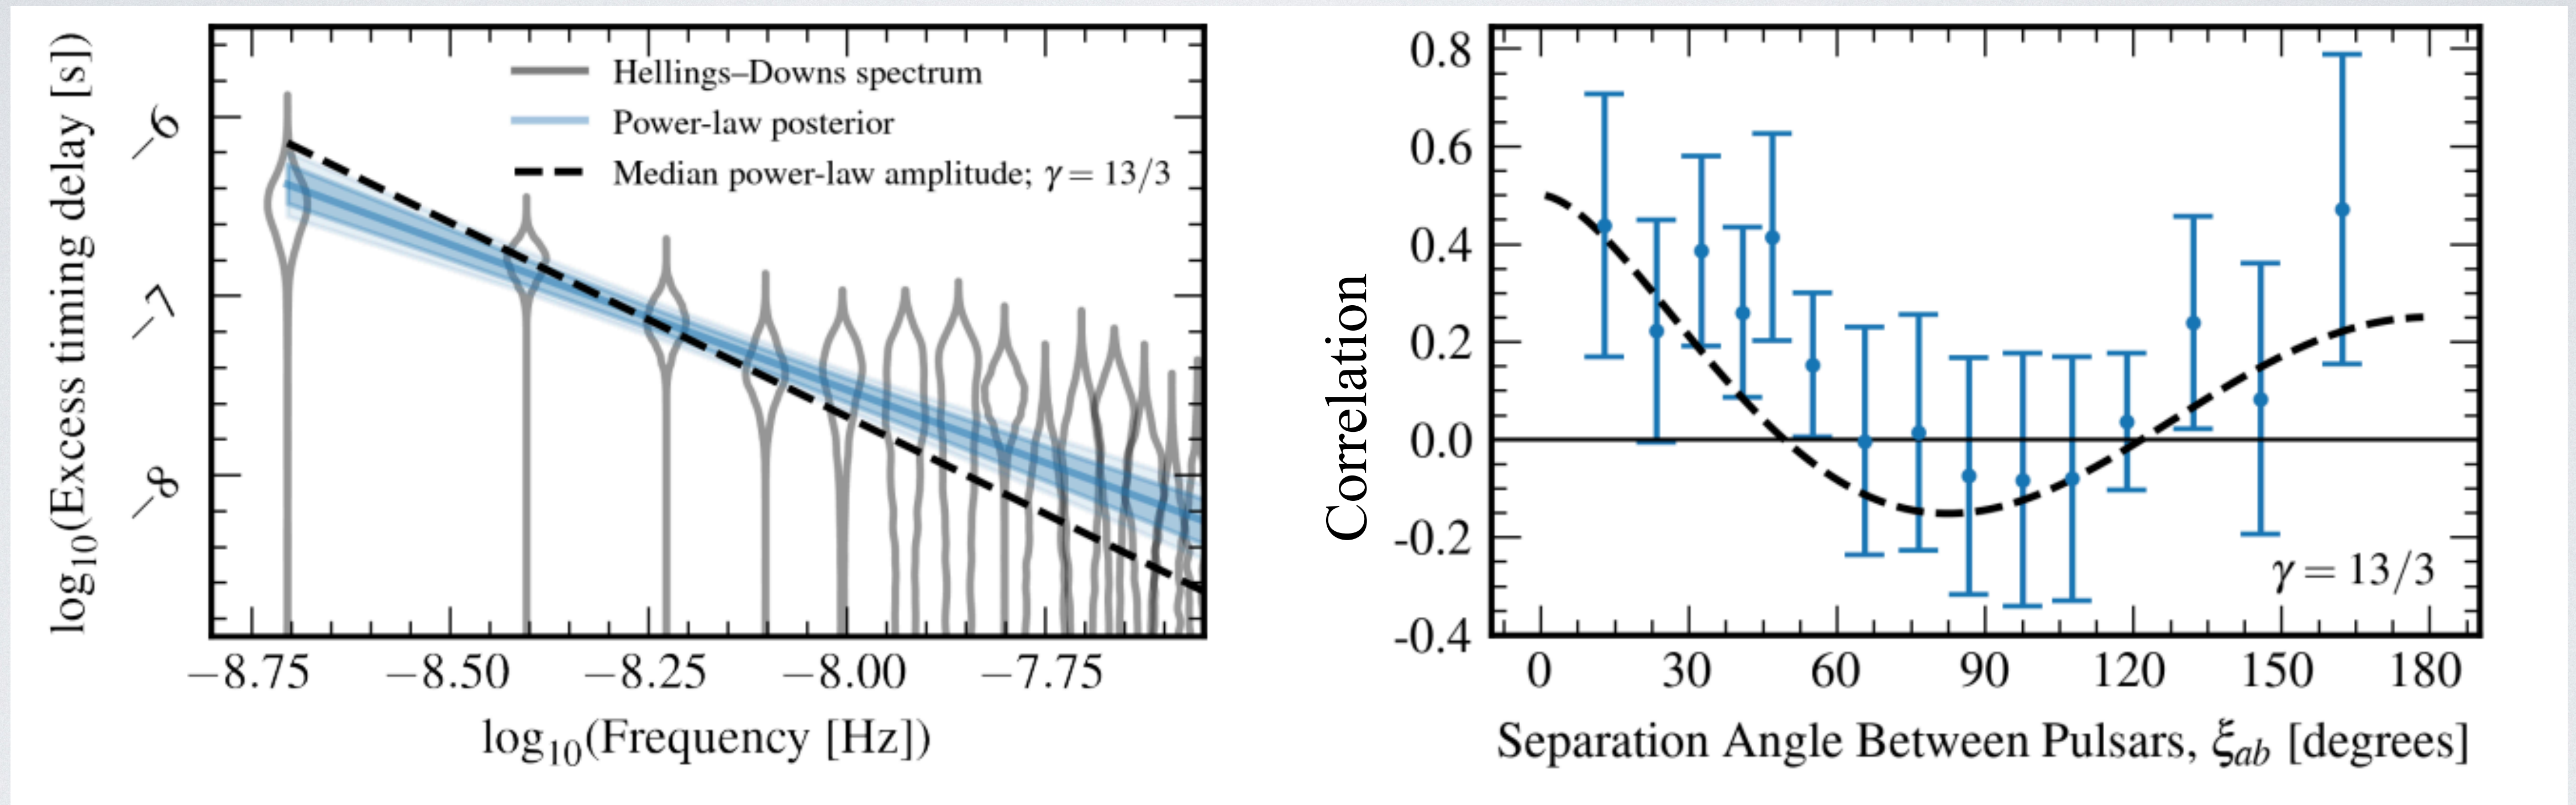 log10(Excess timing delay [s])
−6
−7
−8
Hellings–Downs spectrum
Power-law posterior
Median power-law amplitude; γ = 13/3
−8.75 −8.50 −8.25 −8.00 −7.75
log10(Frequency [Hz])
Correlation
0.8
0.6
0.4
0.2
0.0
-0.2
-0.4
γ = 13/3
0 30 60 90 120 150 180
Separation Angle Between Pulsars, ξab [degrees]